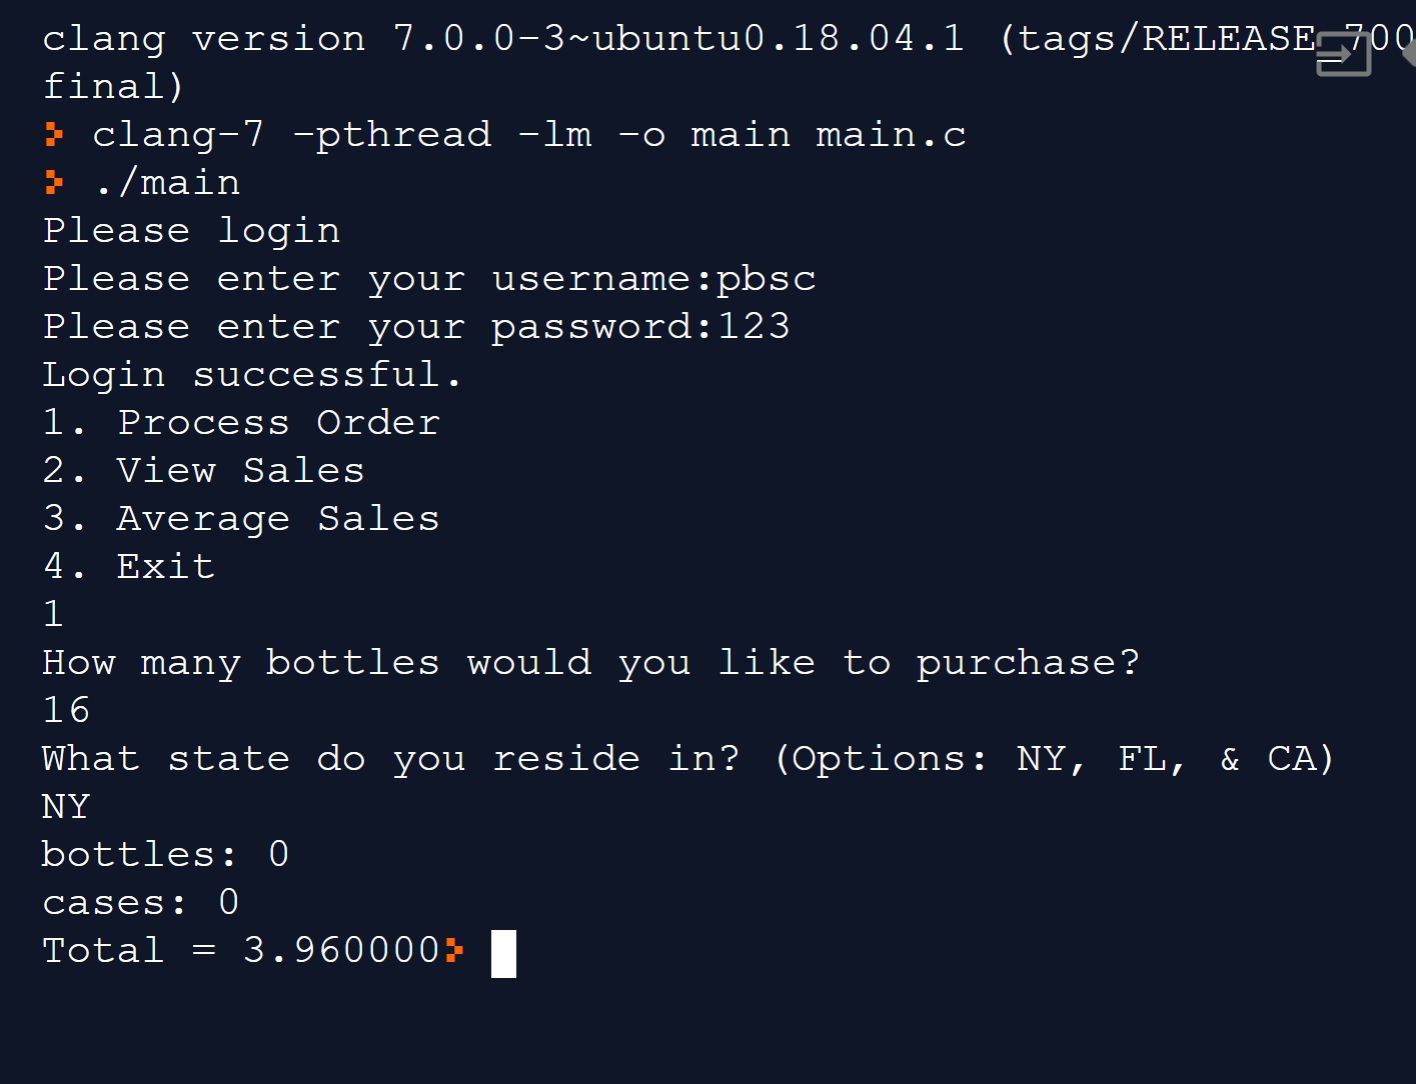 clang version 7.0.0-3~ubuntu0.18.04.1 (tags/RELEASE_700
final)
clang-7 -pthread -lm -o main main.c
./main
Please login
Please enter your username:pbsc
Please enter your password:123
Login successful.
1. Process Order
2. View Sales
3. Average Sales
4. Exit
1
How many bottles would you like to purchase?
16
What state do you reside in? (Options: NY, FL, & CA)
NY
bottles: 0
cases: 0
Total = 3.960000